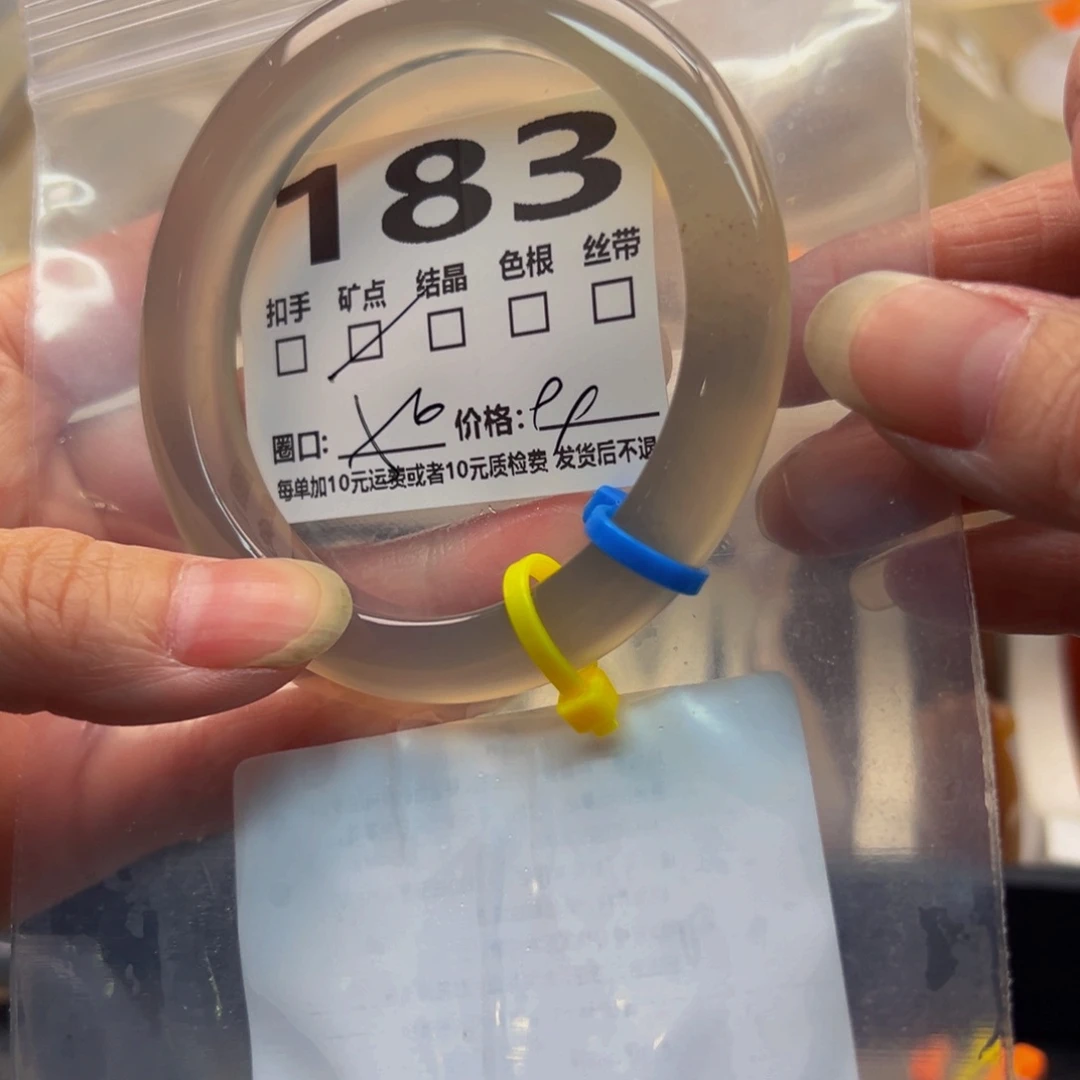 183
扣手 矿点 结晶 色根 丝带
圈口: 价格:
每单加10元运费或者10元质检费 发货后不退